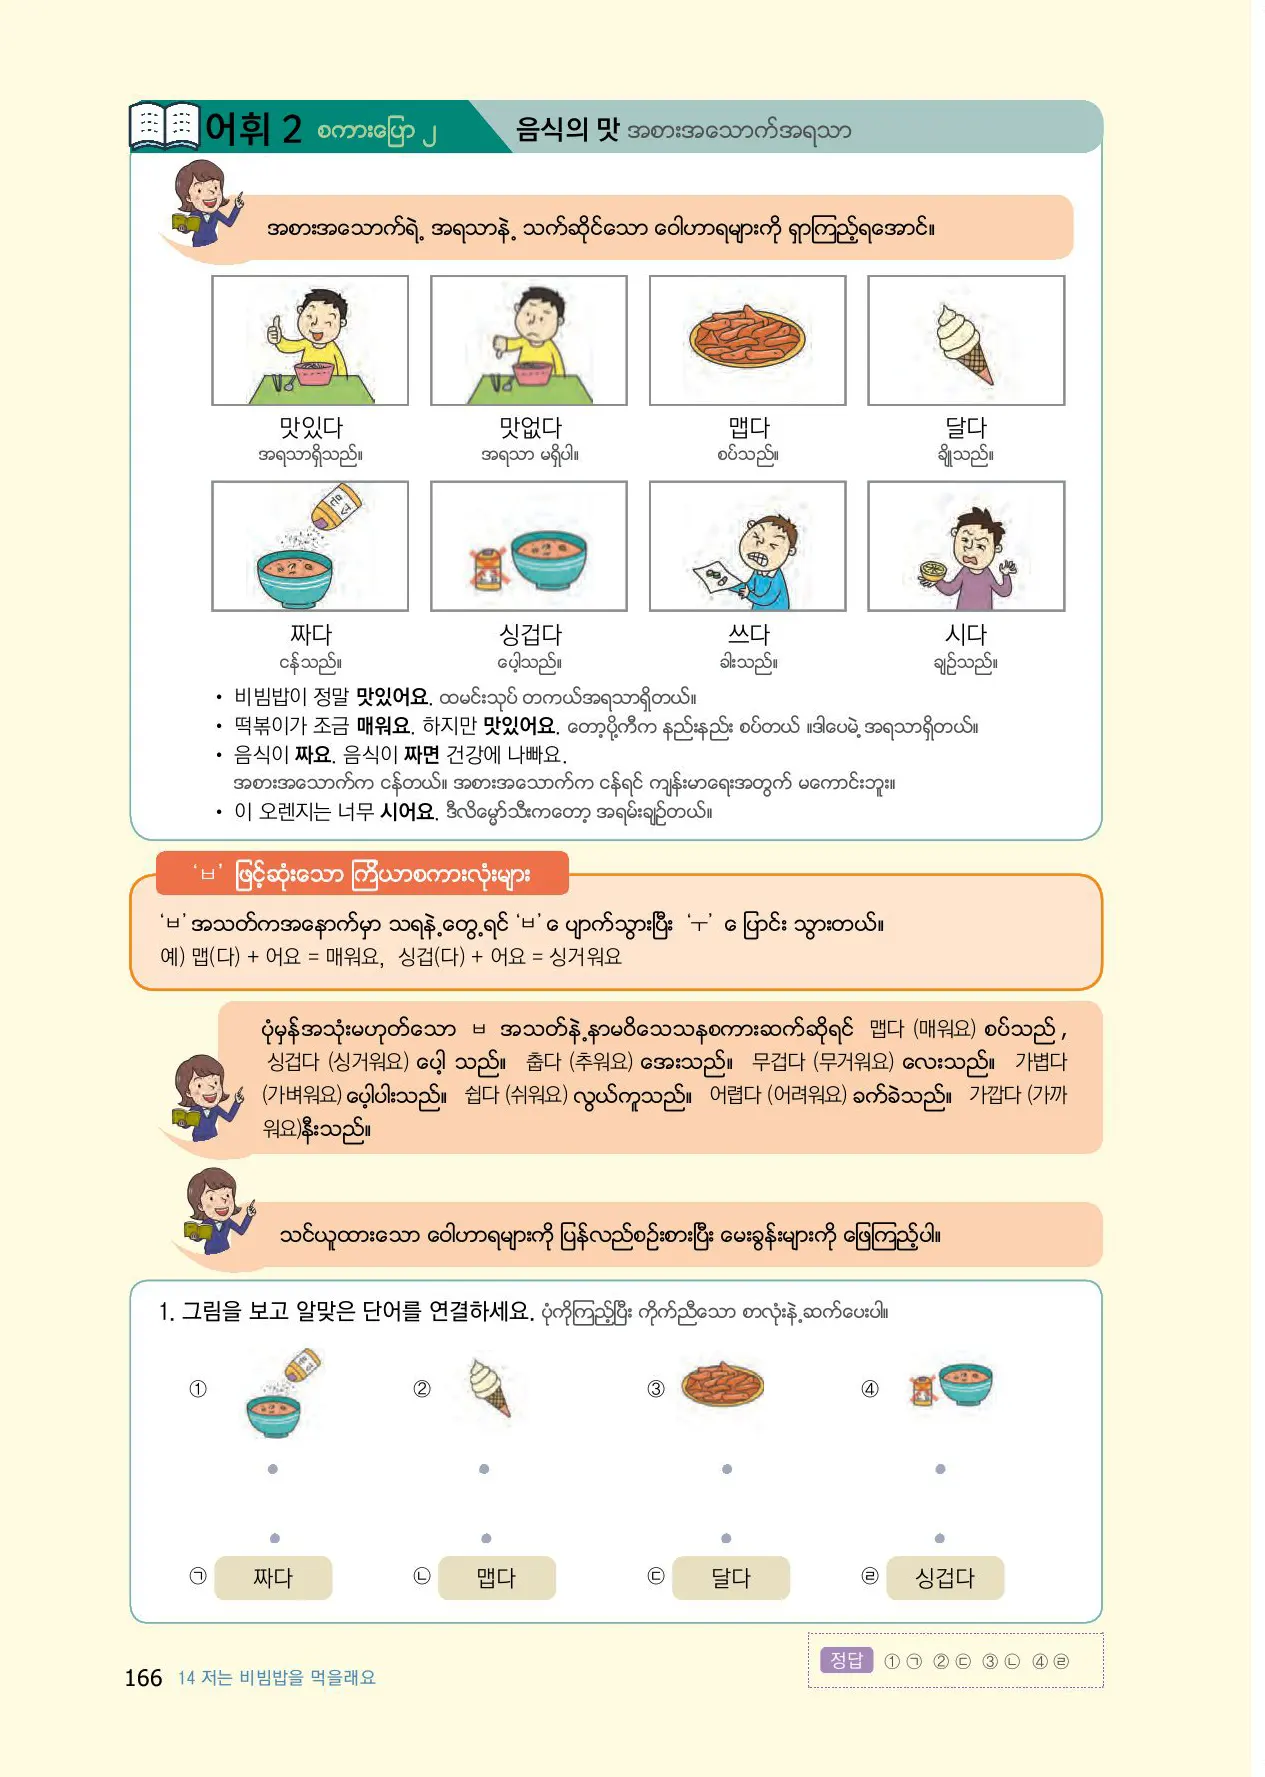 어휘 2 စကားပြော ၂ 음식의 맛 အစားအသောက်အရသာ
အစားအသောက်ရဲ့ အရသာနဲ့ သက်ဆိုင်သော ဝေါဟာရများကို ရှာကြည့်ရအောင်။
맛있다 맛없다 맵다 달다
အရသာရှိသည်။ အရသာ မရှိပါ။ စပ်သည်။ ချိုသည်။
짜다 싱겁다 쓰다 시다
ငန်သည်။ ပေါ့သည်။ ခါးသည်။ ချဉ်သည်။
• 비빔밥이 정말 맛있어요. ထမင်းသုပ် တကယ်အရသာရှိတယ်။
• 떡볶이가 조금 매워요. 하지만 맛있어요. တော့ပို့ကီက နည်းနည်း စပ်တယ် ။ဒါပေမဲ့ အရသာရှိတယ်။
• 음식이 짜요. 음식이 짜면 건강에 나빠요.
အစားအသောက်က ငန်တယ်။ အစားအသောက်က ငန်ရင် ကျန်းမာရေးအတွက် မကောင်းဘူး။
• 이 오렌지는 너무 시어요. ဒီလိမ္မော်သီးကတော့ အရမ်းချဉ်တယ်။
‘ㅂ’ ဖြင့်ဆုံးသော ကြိယာစကားလုံးများ
‘ㅂ’ အသတ်ကအနောက်မှာ သရနဲ့တွေ့ရင် ‘ㅂ’ ပျောက်သွားပြီး ‘ㅜ’ ပြောင်း သွားတယ်။
예) 맵(다) + 어요 = 매워요, 싱겁(다) + 어요 = 싱거워요
ပုံမှန်အသုံးမဟုတ်သော ㅂ အသတ်နဲ့နာမဝိသေသနစကားဆက်ဆိုရင် 맵다 (매워요) စပ်သည် ,
싱겁다 (싱거워요) ပေါ့ သည်။ 춥다 (추워요) အေးသည်။ 무겁다 (무거워요) လေးသည်။ 가볍다
(가벼워요) ပေါ့ပါးသည်။ 쉽다 (쉬워요) လွယ်ကူသည်။ 어렵다 (어려워요) ခက်ခဲသည်။ 가깝다 (가까
워요)နီးသည်။
သင်ယူထားသော ဝေါဟာရများကို ပြန်လည်စဉ်းစားပြီး မေးခွန်းများကို ဖြေကြည့်ပါ။
1. 그림을 보고 알맞은 단어를 연결하세요. ပုံကိုကြည့်ပြီး ကိုက်ညီသော စာလုံးနဲ့ဆက်ပေးပါ။
① ② ③ ④
㉠ 짜다 ㉡ 맵다 ㉢ 달다 ㉣ 싱겁다
정답 ① ㉠ ② ㉢ ③ ㉡ ④ ㉣
166 14 저는 비빔밥을 먹을래요